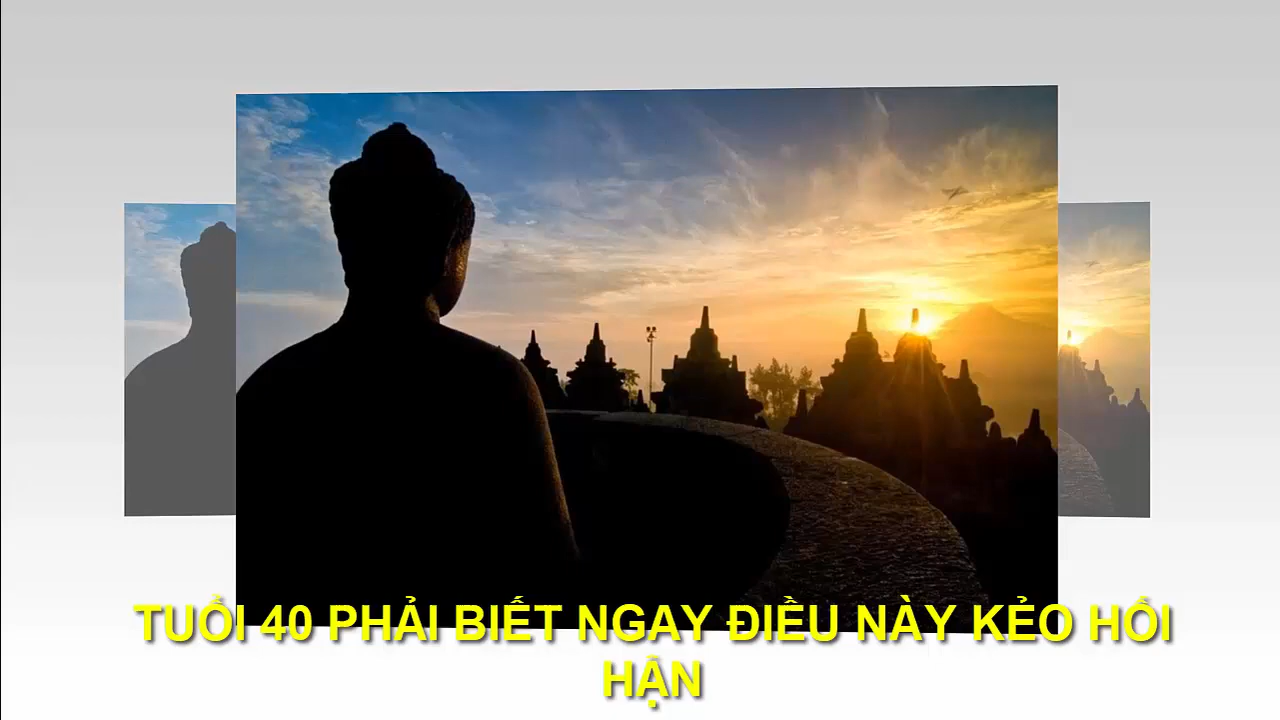 TUỔI 40 PHẢI BIẾT NGAY ĐIỀU NÀY KẺO HỐI
HẬN